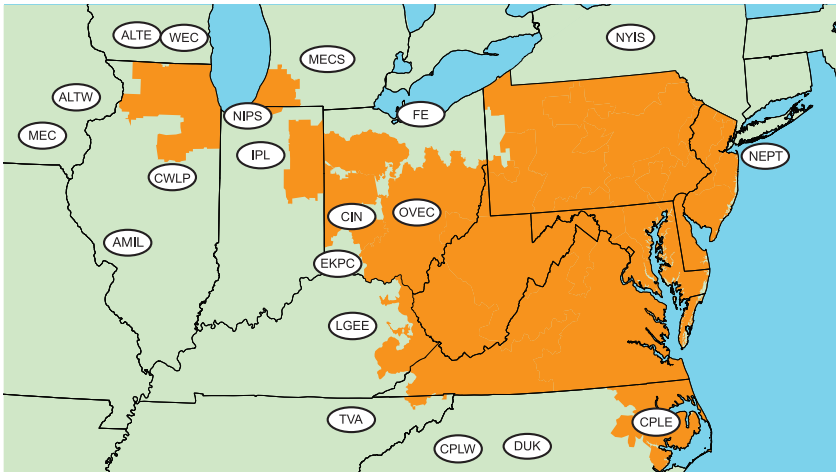 ALTE
WEC
NYIS
MECS
ALTW
NIPS
FE
MEC
IPL
NEPT
CWLP
CIN
OVEC
AMIL
EKPC
LGEE
TVA
CPLE
CPLW
DUK